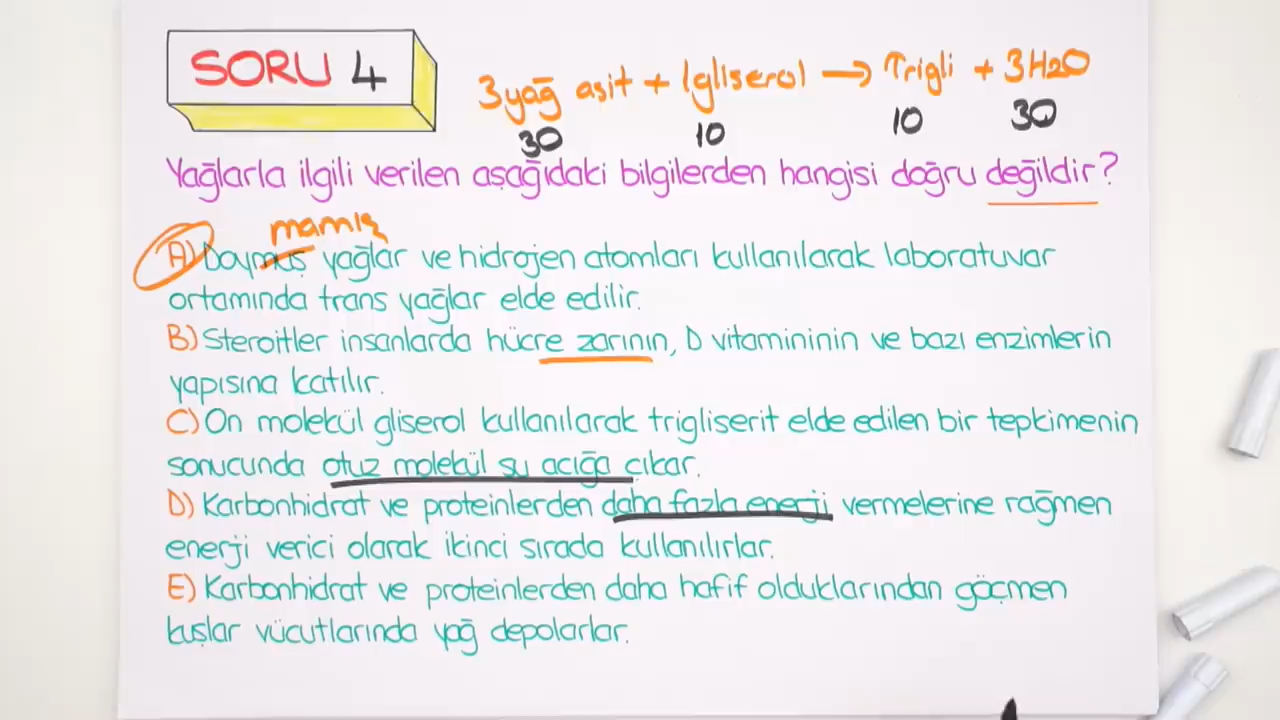 SORU 4
3yağ asit + 1gliserol → Trigli + 3H2O
30 10 10 30
Yağlarla ilgili verilen aşağıdaki bilgilerden hangisi doğru değildir?
mamış
A) Doymuş yağlar ve hidrojen atomları kullanılarak laboratuvar
ortamında trans yağlar elde edilir.
B) Steroitler insanlarda hücre zarının, D vitamininin ve bazı enzimlerin
yapısına katılır.
C) On molekül gliserol kullanılarak trigliserit elde edilen bir tepkimenin
sonucunda otuz molekül su açığa çıkar.
D) Karbonhidrat ve proteinlerden daha fazla enerji vermelerine rağmen
enerji verici olarak ikinci sırada kullanılırlar.
E) Karbonhidrat ve proteinlerden daha hafif olduklarından göçmen
kuşlar vücutlarında yağ depolarlar.